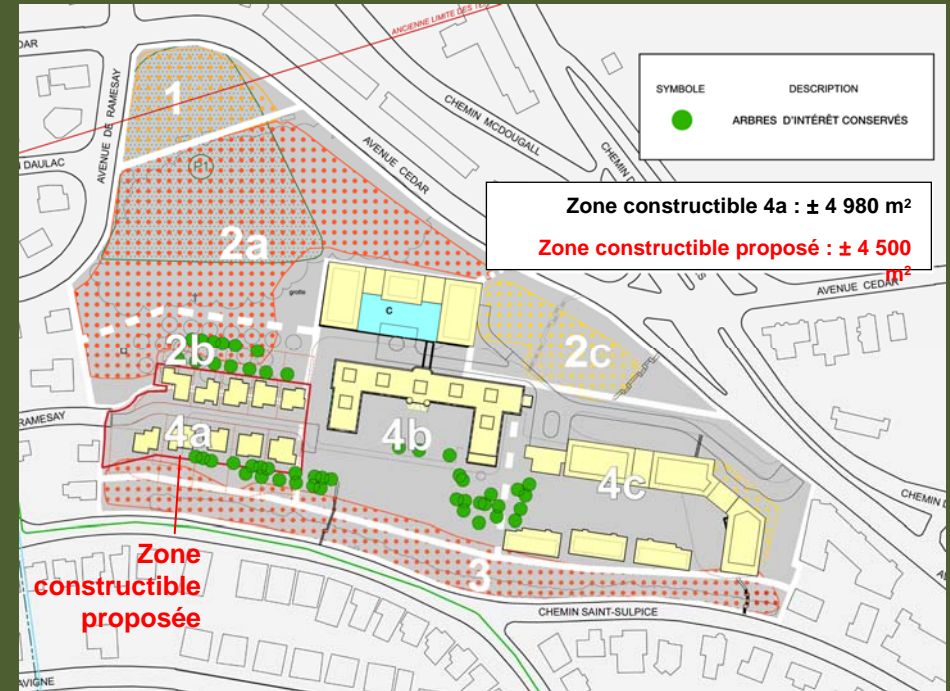 ANCIENNE LIMITE DES
DAR
CEDAR
1
AVENUE DE RAMESAY
CHEMIN MCDOUGALL
SYMBOLE DESCRIPTION
ARBRES D'INTÉRÊT CONSERVÉS
AVENUE CEDAR
DAULAC
P1
Zone constructible 4a : ± 4 980 m²
Zone constructible proposé : ± 4 500
m²
2a
AVENUE CEDAR
grotte
C
2b
2c
RAMESAY
4a
4b
4c
CHEMIN
Zone
constructible
proposée
3
CHEMIN SAINT-SULPICE
AVIGNE